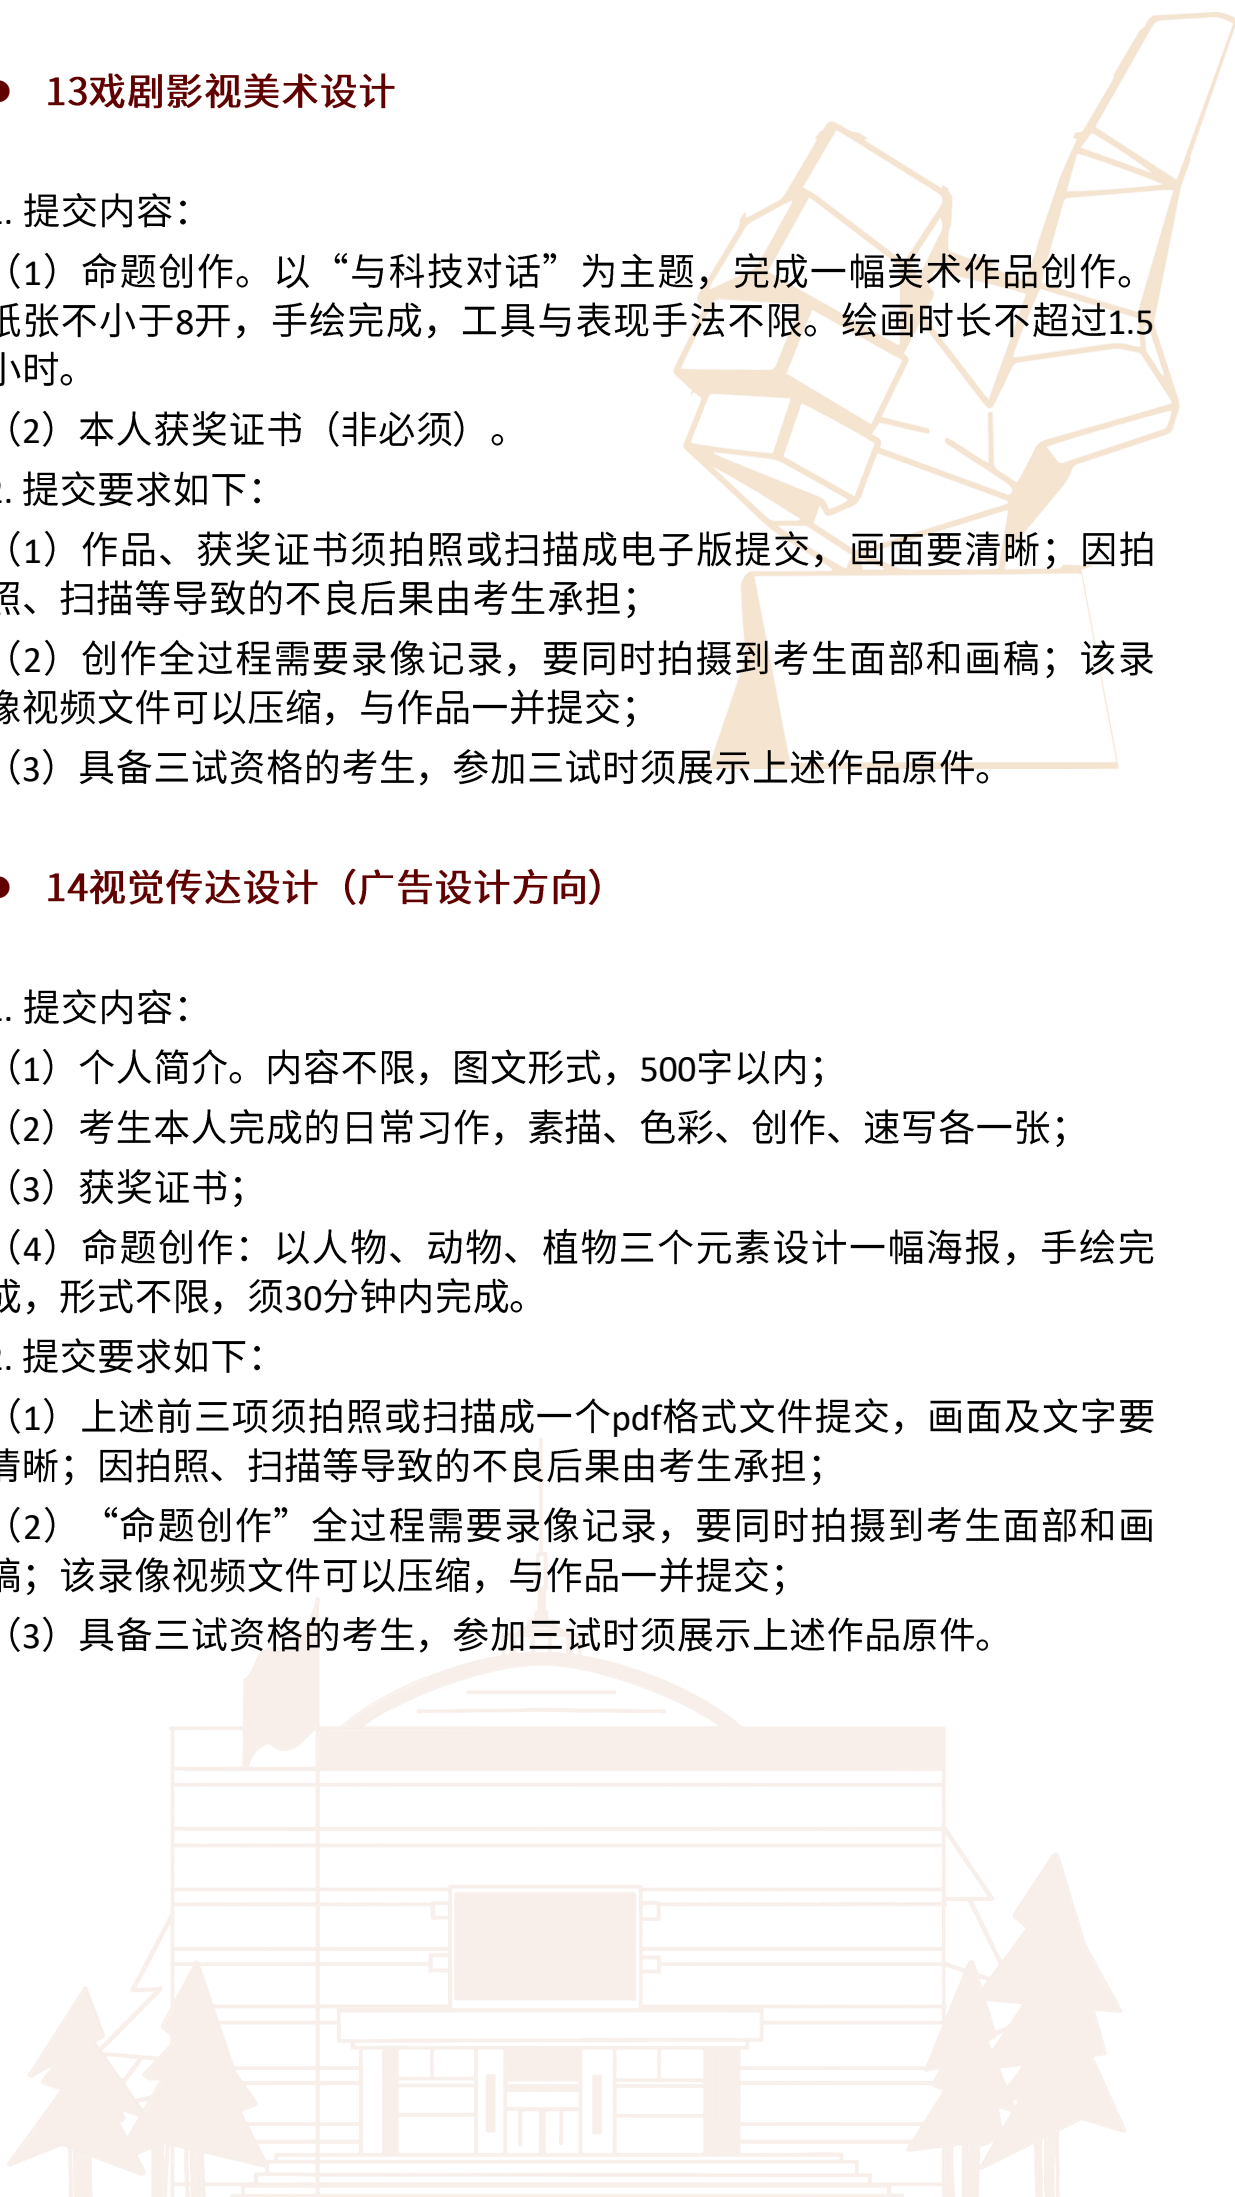 ● 13戏剧影视美术设计
1. 提交内容：
（1）命题创作。以“与科技对话”为主题，完成一幅美术作品创作。
纸张不小于8开，手绘完成，工具与表现手法不限。绘画时长不超过1.5
小时。
（2）本人获奖证书（非必须）。
2. 提交要求如下：
（1）作品、获奖证书须拍照或扫描成电子版提交，画面要清晰；因拍
照、扫描等导致的不良后果由考生承担；
（2）创作全过程需要录像记录，要同时拍摄到考生面部和画稿；该录
像视频文件可以压缩，与作品一并提交；
（3）具备三试资格的考生，参加三试时须展示上述作品原件。
● 14视觉传达设计（广告设计方向）
1. 提交内容：
（1）个人简介。内容不限，图文形式，500字以内；
（2）考生本人完成的日常习作，素描、色彩、创作、速写各一张；
（3）获奖证书；
（4）命题创作：以人物、动物、植物三个元素设计一幅海报，手绘完
成，形式不限，须30分钟内完成。
2. 提交要求如下：
（1）上述前三项须拍照或扫描成一个pdf格式文件提交，画面及文字要
清晰；因拍照、扫描等导致的不良后果由考生承担；
（2）“命题创作”全过程需要录像记录，要同时拍摄到考生面部和画
稿；该录像视频文件可以压缩，与作品一并提交；
（3）具备三试资格的考生，参加三试时须展示上述作品原件。